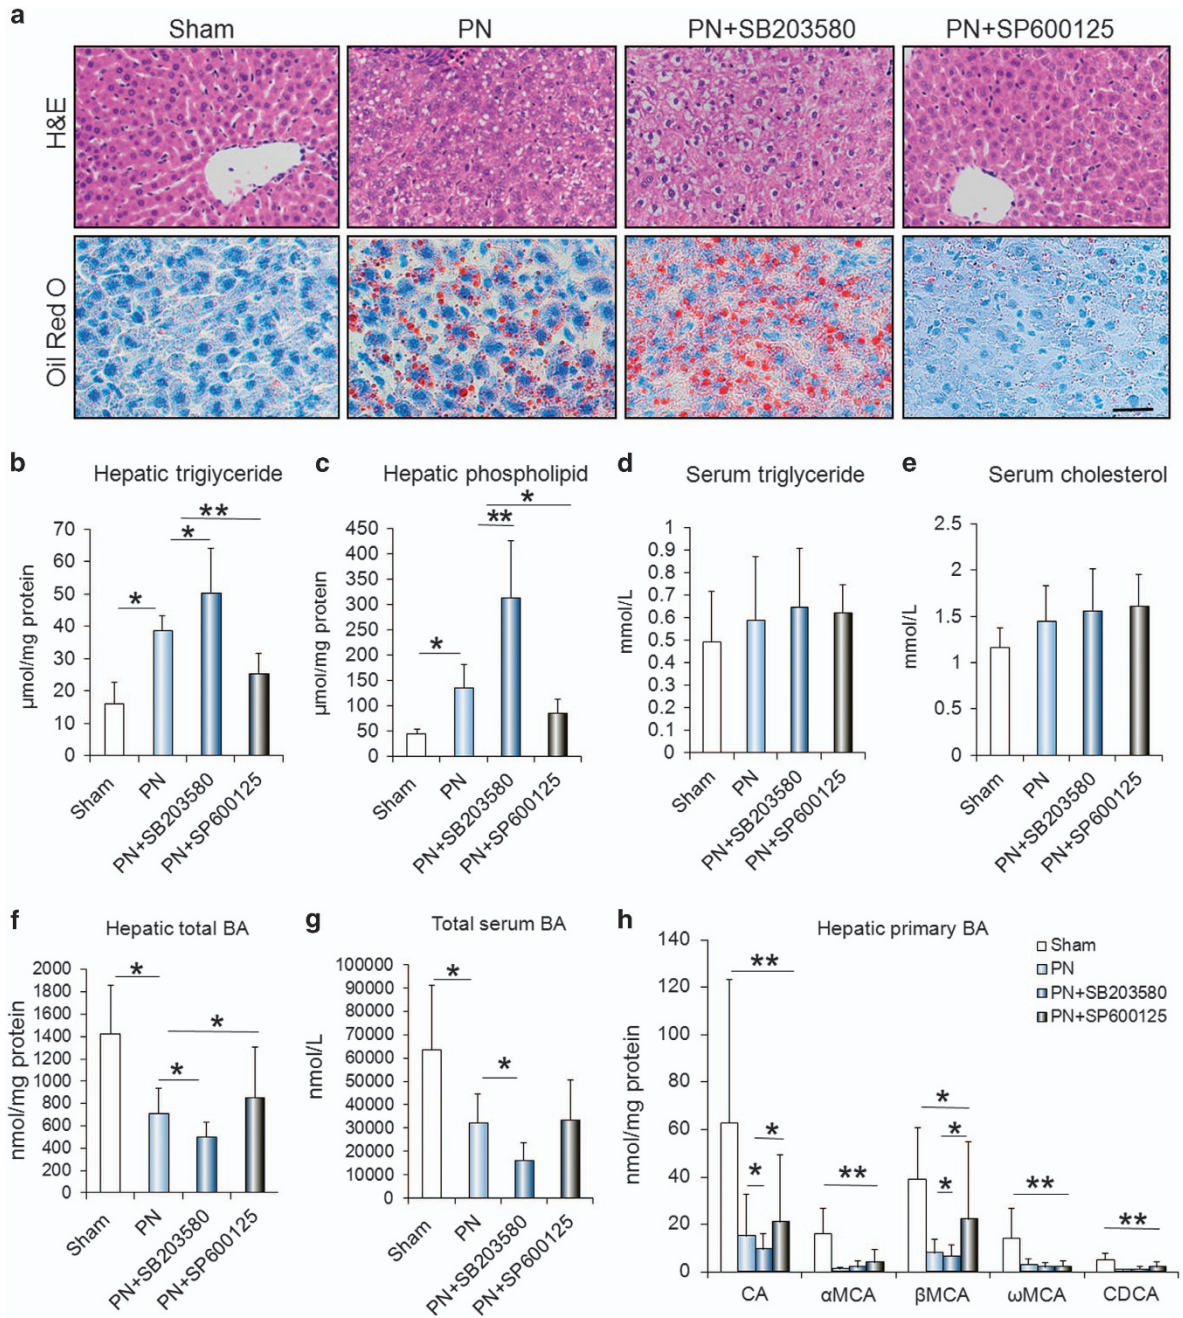 a
Sham PN PN+SB203580 PN+SP600125
H&E
Oil Red O
b Hepatic trigiyceride
μmol/mg protein
70
60
50
40
30
20
10
0
* * **
Sham PN PN+SB203580 PN+SP600125
c Hepatic phospholipid
μmol/mg protein
450
400
350
300
250
200
150
100
50
0
* ** *
Sham PN PN+SB203580 PN+SP600125
d Serum triglyceride
mmol/L
1
0.9
0.8
0.7
0.6
0.5
0.4
0.3
0.2
0.1
0
Sham PN PN+SB203580 PN+SP600125
e Serum cholesterol
mmol/L
2.5
2
1.5
1
0.5
0
Sham PN PN+SB203580 PN+SP600125
f Hepatic total BA
nmol/mg protein
2000
1800
1600
1400
1200
1000
800
600
400
200
0
* * *
Sham PN PN+SB203580 PN+SP600125
g Total serum BA
nmol/L
100000
90000
80000
70000
60000
50000
40000
30000
20000
10000
0
* *
Sham PN PN+SB203580 PN+SP600125
h Hepatic primary BA
nmol/mg protein
140
120
100
80
60
40
20
0
Sham
PN
PN+SB203580
PN+SP600125
** * * ** * * * ** **
CA αMCA βMCA ωMCA CDCA